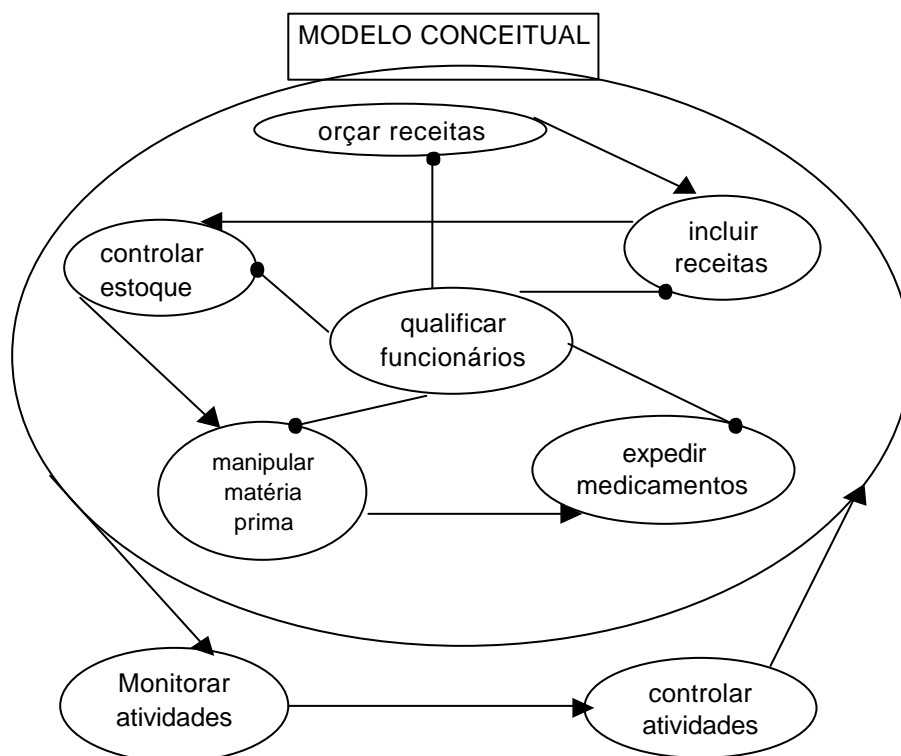 MODELO CONCEITUAL
orçar receitas
incluir
receitas
controlar
estoque
qualificar
funcionários
manipular
matéria
prima
expedir
medicamentos
Monitorar
atividades
controlar
atividades